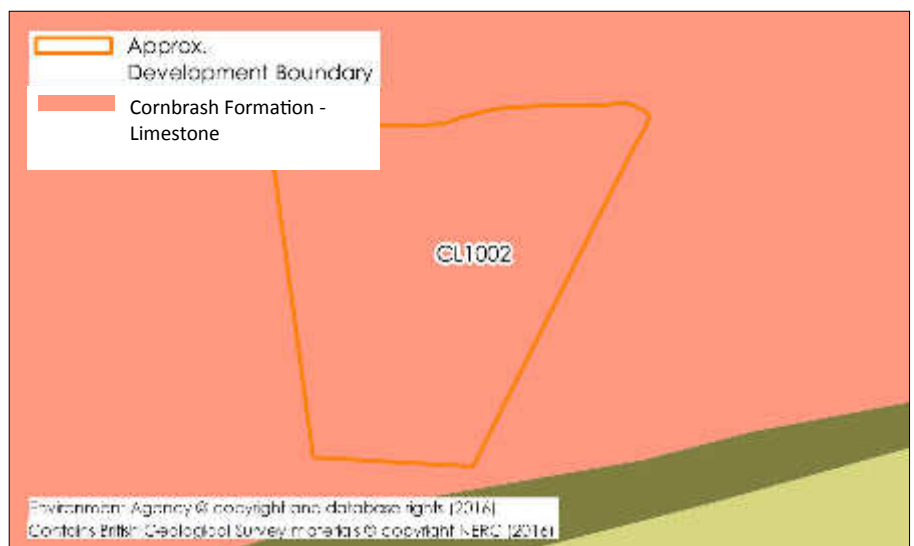 Approx.
Development Boundary
Cornbrash Formation -
Limestone
CL1002
Environment Agency © copyright and database rights (2016)
Contains British Geological Survey materials © copyright NERC (2016)